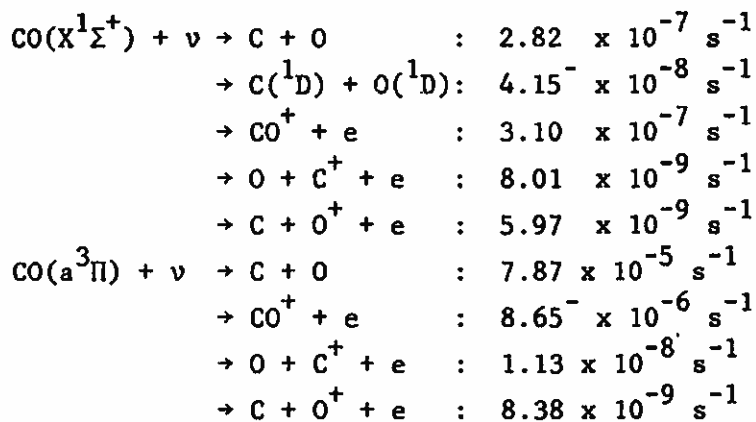 CO(X¹Σ⁺) + ν → C + O : 2.82 x 10⁻⁷ s⁻¹
→ C(¹D) + O(¹D): 4.15⁻ x 10⁻⁸ s⁻¹
→ CO⁺ + e : 3.10 x 10⁻⁷ s⁻¹
→ O + C⁺ + e : 8.01 x 10⁻⁹ s⁻¹
→ C + O⁺ + e : 5.97 x 10⁻⁹ s⁻¹
CO(a³Π) + ν → C + O : 7.87 x 10⁻⁵ s⁻¹
→ CO⁺ + e : 8.65⁻ x 10⁻⁶ s⁻¹
→ O + C⁺ + e : 1.13 x 10⁻⁸ s⁻¹
→ C + O⁺ + e : 8.38 x 10⁻⁹ s⁻¹